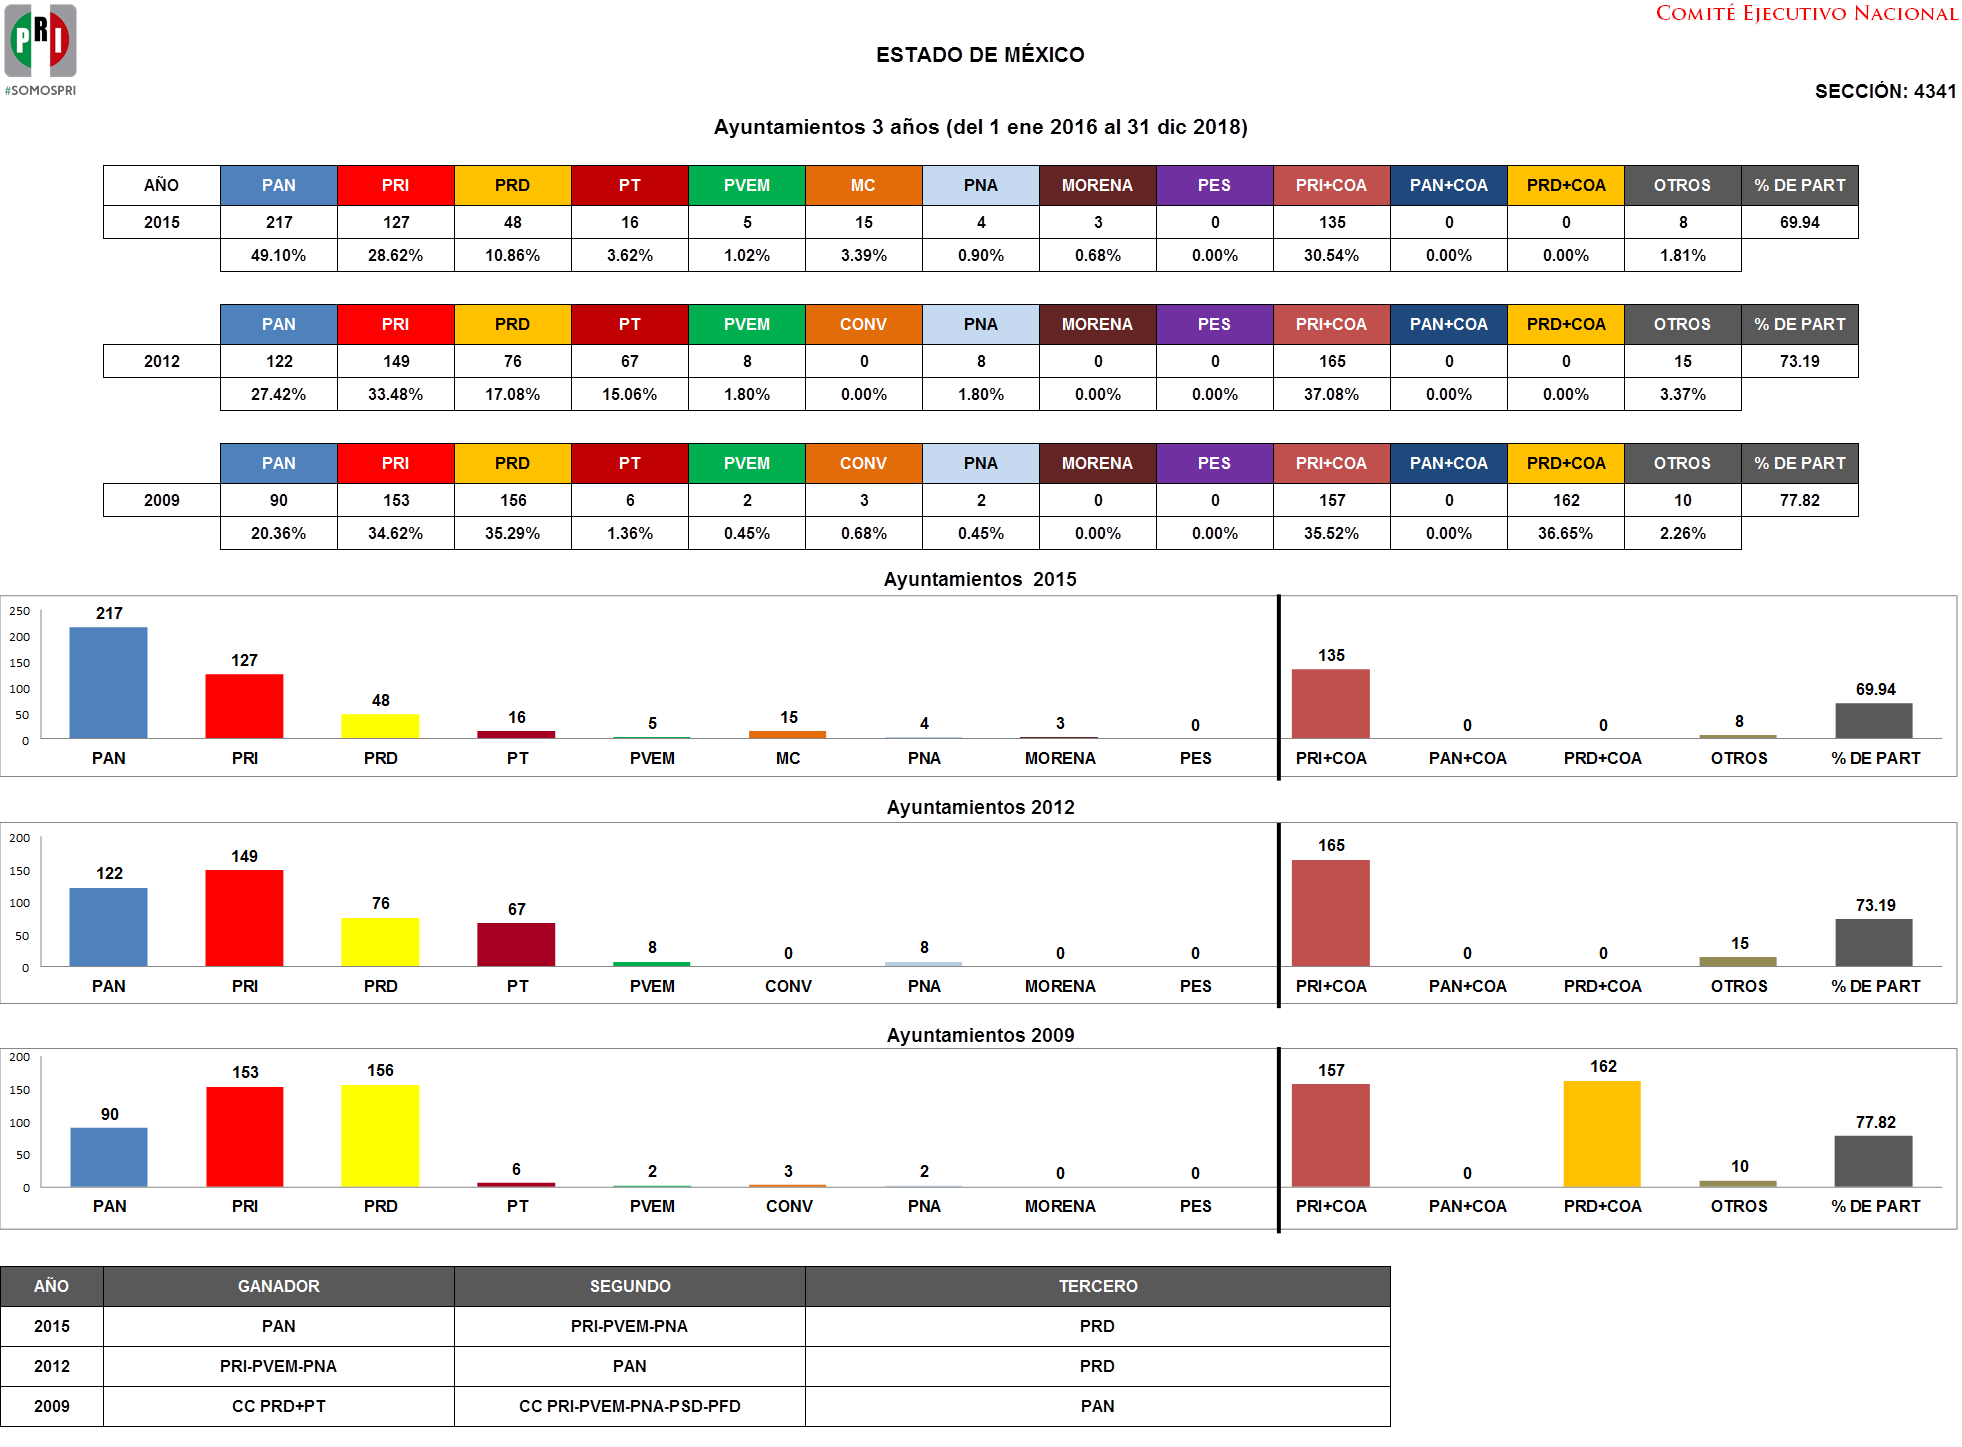 PRI
#SOMOSPRI
COMITÉ EJECUTIVO NACIONAL
ESTADO DE MÉXICO
SECCIÓN: 4341
Ayuntamientos 3 años (del 1 ene 2016 al 31 dic 2018)
AÑO PAN PRI PRD PT PVEM MC PNA MORENA PES PRI+COA PAN+COA PRD+COA OTROS % DE PART
2015 217 127 48 16 5 15 4 3 0 135 0 0 8 69.94
49.10% 28.62% 10.86% 3.62% 1.02% 3.39% 0.90% 0.68% 0.00% 30.54% 0.00% 0.00% 1.81%
PAN PRI PRD PT PVEM CONV PNA MORENA PES PRI+COA PAN+COA PRD+COA OTROS % DE PART
2012 122 149 76 67 8 0 8 0 0 165 0 0 15 73.19
27.42% 33.48% 17.08% 15.06% 1.80% 0.00% 1.80% 0.00% 0.00% 37.08% 0.00% 0.00% 3.37%
PAN PRI PRD PT PVEM CONV PNA MORENA PES PRI+COA PAN+COA PRD+COA OTROS % DE PART
2009 90 153 156 6 2 3 2 0 0 157 0 162 10 77.82
20.36% 34.62% 35.29% 1.36% 0.45% 0.68% 0.45% 0.00% 0.00% 35.52% 0.00% 36.65% 2.26%
Ayuntamientos 2015
250
200
150
100
50
0
217 127 48 16 5 15 4 3 0 135 0 0 8 69.94
PAN PRI PRD PT PVEM MC PNA MORENA PES PRI+COA PAN+COA PRD+COA OTROS % DE PART
Ayuntamientos 2012
200
150
100
50
0
122 149 76 67 8 0 8 0 0 165 0 0 15 73.19
PAN PRI PRD PT PVEM CONV PNA MORENA PES PRI+COA PAN+COA PRD+COA OTROS % DE PART
Ayuntamientos 2009
200
150
100
50
0
90 153 156 6 2 3 2 0 0 157 0 162 10 77.82
PAN PRI PRD PT PVEM CONV PNA MORENA PES PRI+COA PAN+COA PRD+COA OTROS % DE PART
AÑO GANADOR SEGUNDO TERCERO
2015 PAN PRI-PVEM-PNA PRD
2012 PRI-PVEM-PNA PAN PRD
2009 CC PRD+PT CC PRI-PVEM-PNA-PSD-PFD PAN